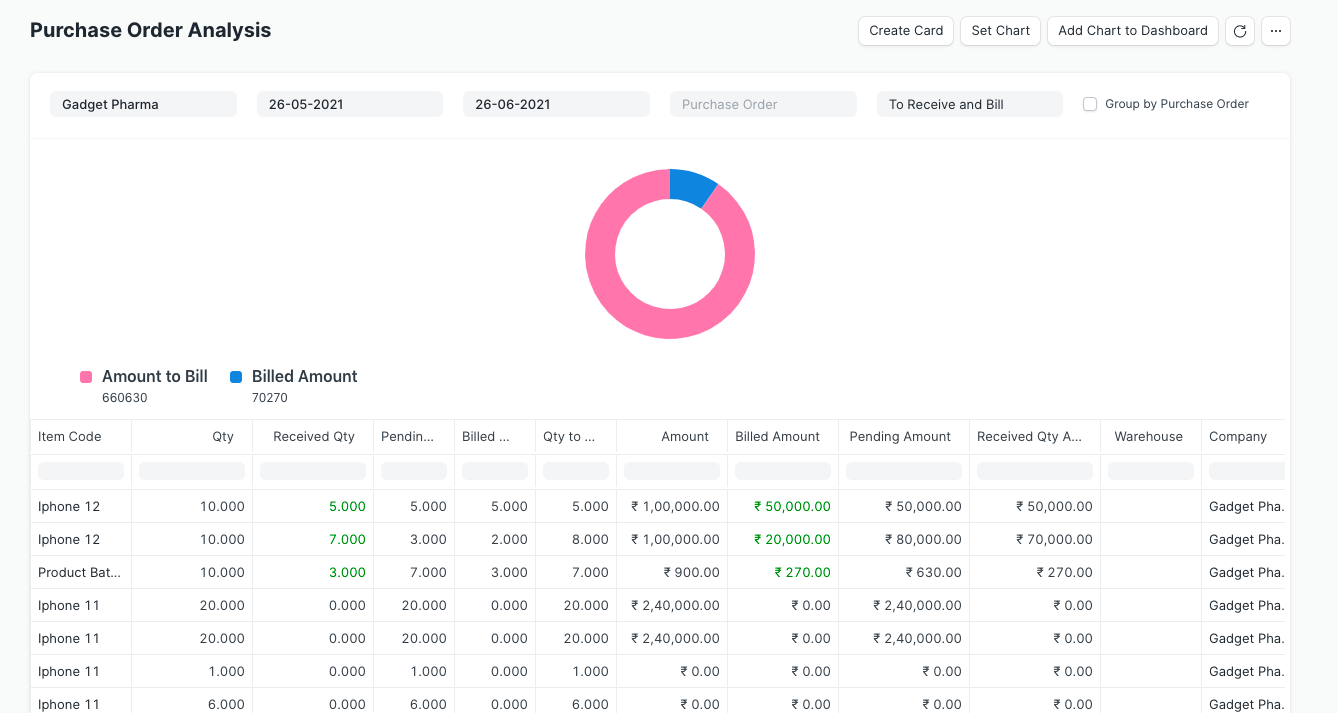 Purchase Order Analysis
Create Card Set Chart Add Chart to Dashboard ...
Gadget Pharma 26-05-2021 26-06-2021 Purchase Order To Receive and Bill Group by Purchase Order
Amount to Bill Billed Amount
660630 70270
Item Code Qty Received Qty Pendin... Billed ... Qty to ... Amount Billed Amount Pending Amount Received Qty A... Warehouse Company
Iphone 12 10.000 5.000 5.000 5.000 5.000 ₹ 1,00,000.00 ₹ 50,000.00 ₹ 50,000.00 ₹ 50,000.00 Gadget Pha.
Iphone 12 10.000 7.000 3.000 2.000 8.000 ₹ 1,00,000.00 ₹ 20,000.00 ₹ 80,000.00 ₹ 70,000.00 Gadget Pha.
Product Bat... 10.000 3.000 7.000 3.000 7.000 ₹ 900.00 ₹ 270.00 ₹ 630.00 ₹ 270.00 Gadget Pha.
Iphone 11 20.000 0.000 20.000 0.000 20.000 ₹ 2,40,000.00 ₹ 0.00 ₹ 2,40,000.00 ₹ 0.00 Gadget Pha.
Iphone 11 20.000 0.000 20.000 0.000 20.000 ₹ 2,40,000.00 ₹ 0.00 ₹ 2,40,000.00 ₹ 0.00 Gadget Pha.
Iphone 11 1.000 0.000 1.000 0.000 1.000 ₹ 0.00 ₹ 0.00 ₹ 0.00 ₹ 0.00 Gadget Pha.
Iphone 11 6.000 0.000 6.000 0.000 6.000 ₹ 0.00 ₹ 0.00 ₹ 0.00 ₹ 0.00 Gadget Pha.